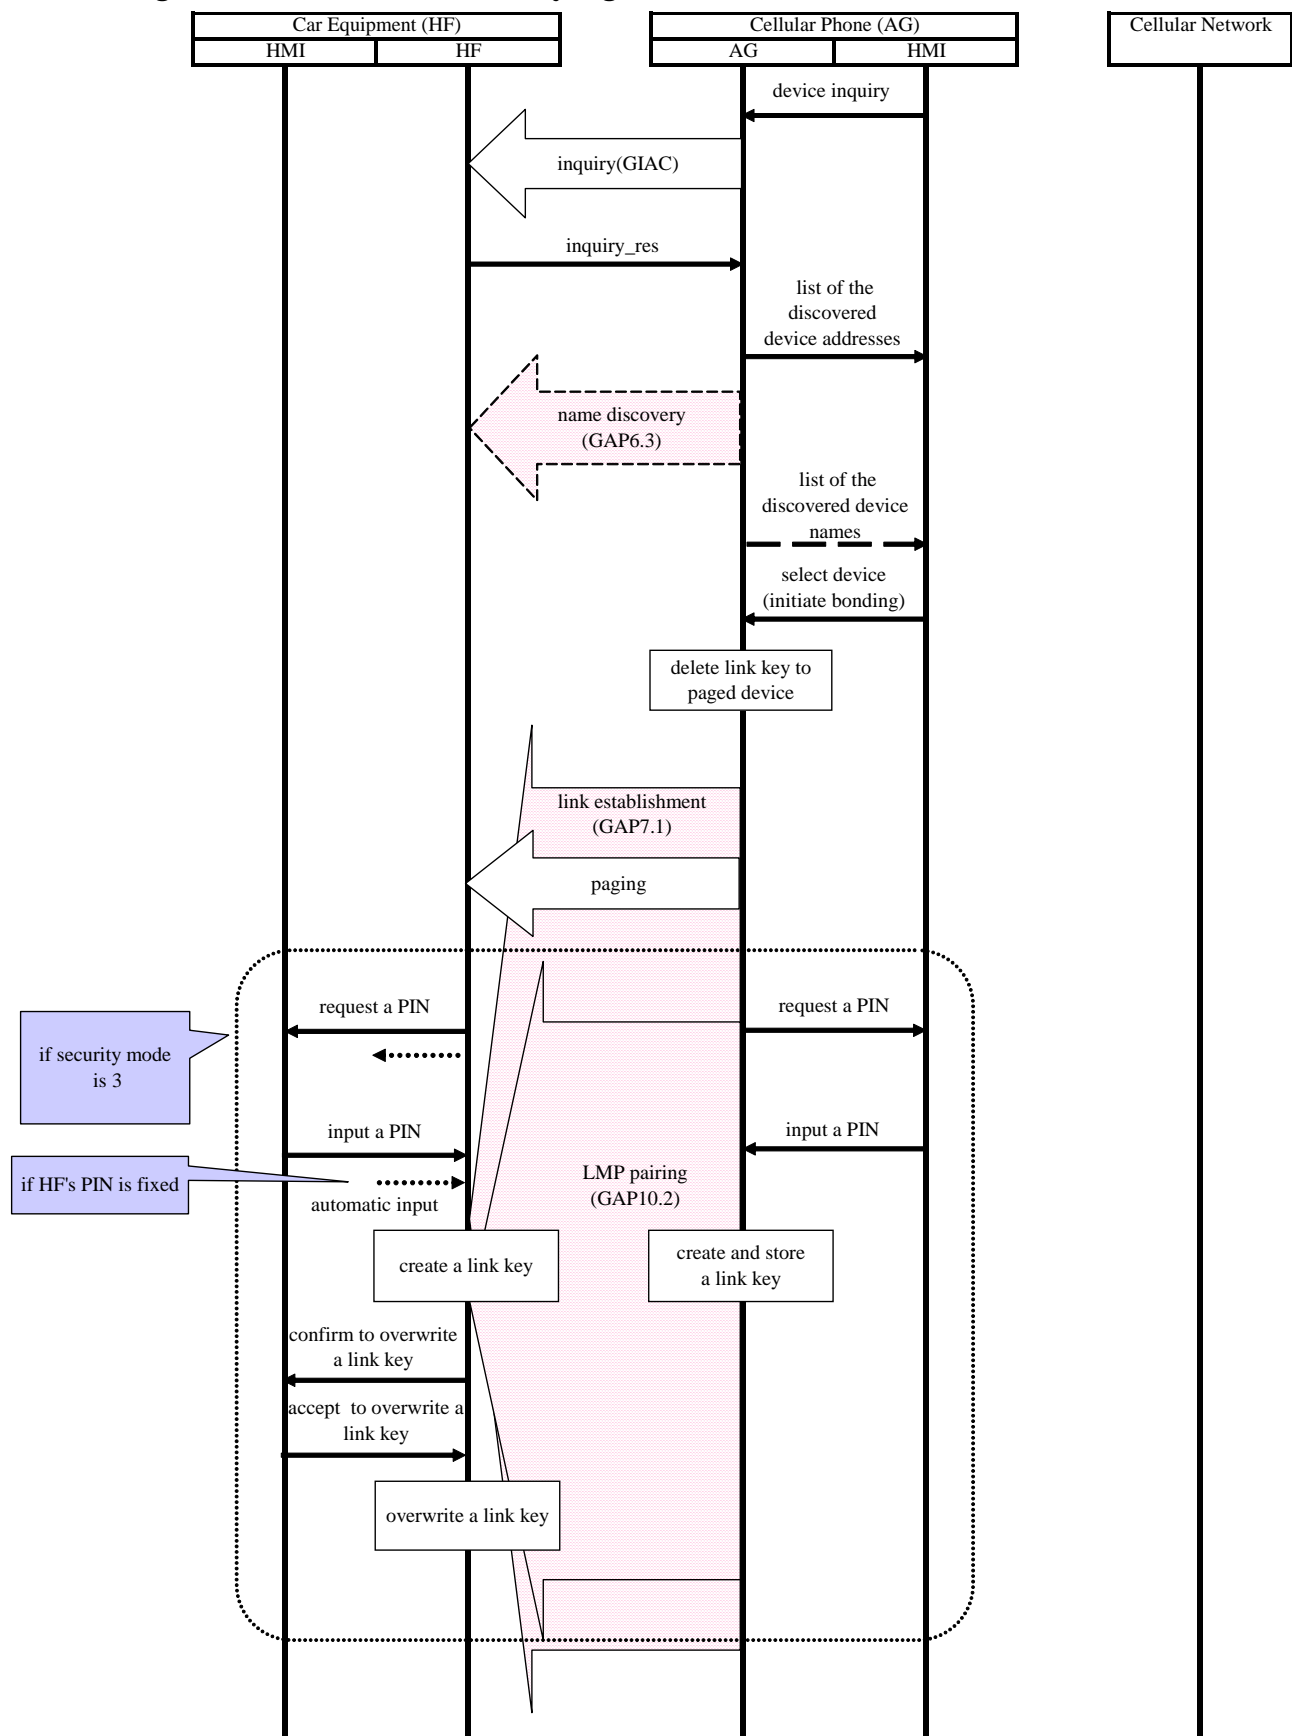 Car Equipment (HF)
Cellular Phone (AG)
Cellular Network
HMI
HF
AG
HMI
device inquiry
inquiry(GIAC)
inquiry_res
list of the
discovered
device addresses
name discovery
(GAP6.3)
list of the
discovered device
names
select device
(initiate bonding)
delete link key to
paged device
link establishment
(GAP7.1)
paging
request a PIN
request a PIN
if security mode
is 3
input a PIN
input a PIN
if HF's PIN is fixed
automatic input
LMP pairing
(GAP10.2)
create a link key
create and store
a link key
confirm to overwrite
a link key
accept to overwrite a
link key
overwrite a link key